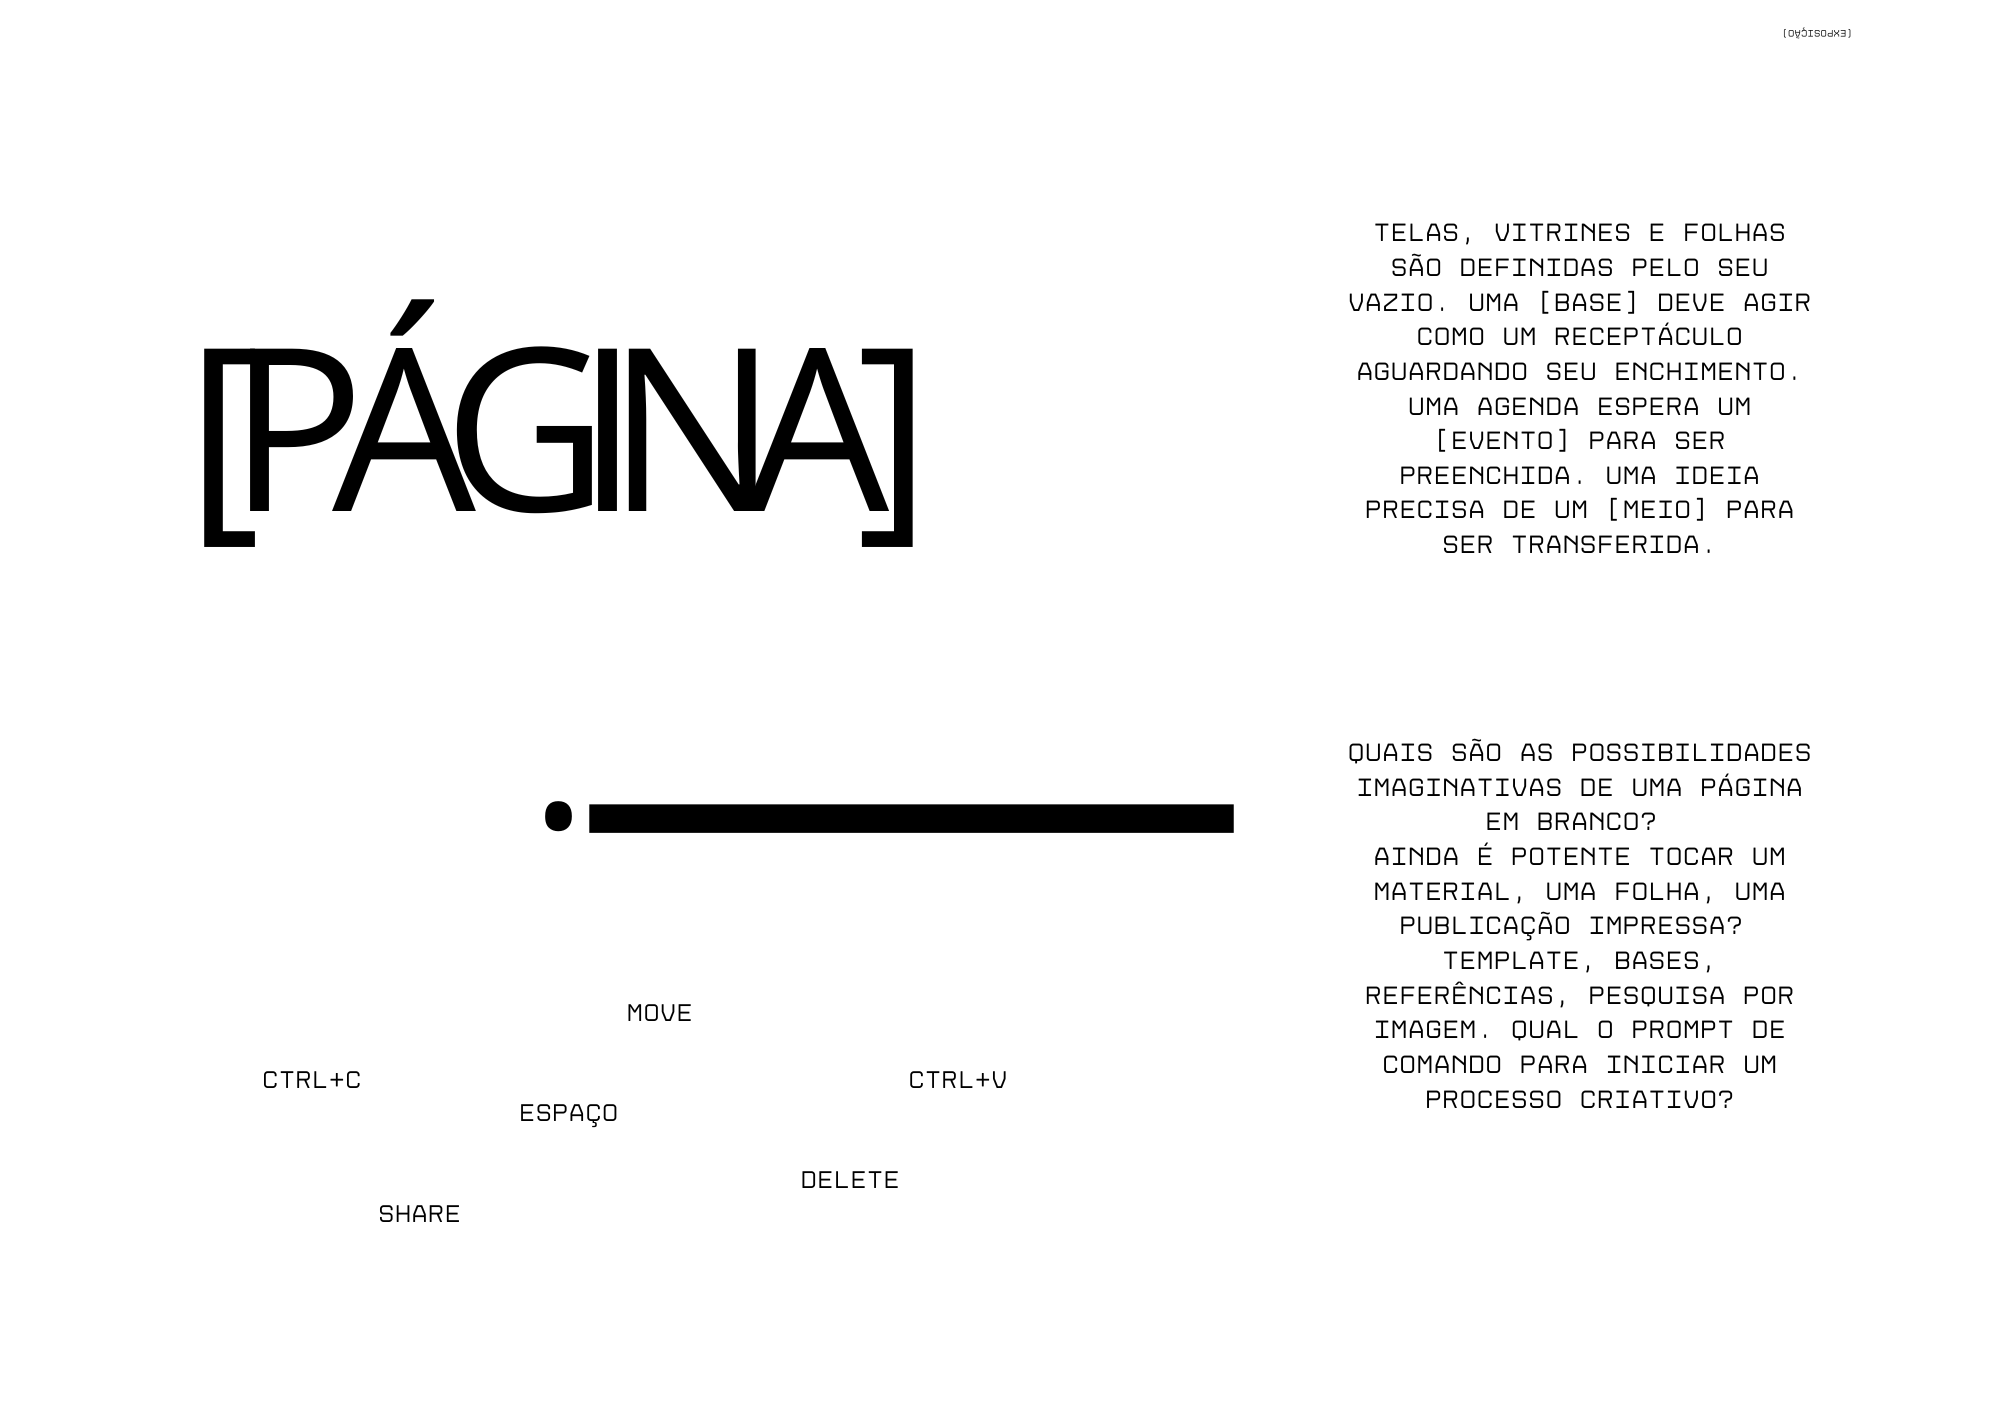 [EXPOSIÇÃO]
[PÁGINA]
TELAS, VITRINES E FOLHAS
SÃO DEFINIDAS PELO SEU
VAZIO. UMA [BASE] DEVE AGIR
COMO UM RECEPTÁCULO
AGUARDANDO SEU ENCHIMENTO.
UMA AGENDA ESPERA UM
[EVENTO] PARA SER
PREENCHIDA. UMA IDEIA
PRECISA DE UM [MEIO] PARA
SER TRANSFERIDA.
QUAIS SÃO AS POSSIBILIDADES
IMAGINATIVAS DE UMA PÁGINA
EM BRANCO?
AINDA É POTENTE TOCAR UM
MATERIAL, UMA FOLHA, UMA
PUBLICAÇÃO IMPRESSA?
TEMPLATE, BASES,
REFERÊNCIAS, PESQUISA POR
IMAGEM. QUAL O PROMPT DE
COMANDO PARA INICIAR UM
PROCESSO CRIATIVO?
MOVE
CTRL+C
CTRL+V
ESPAÇO
DELETE
SHARE